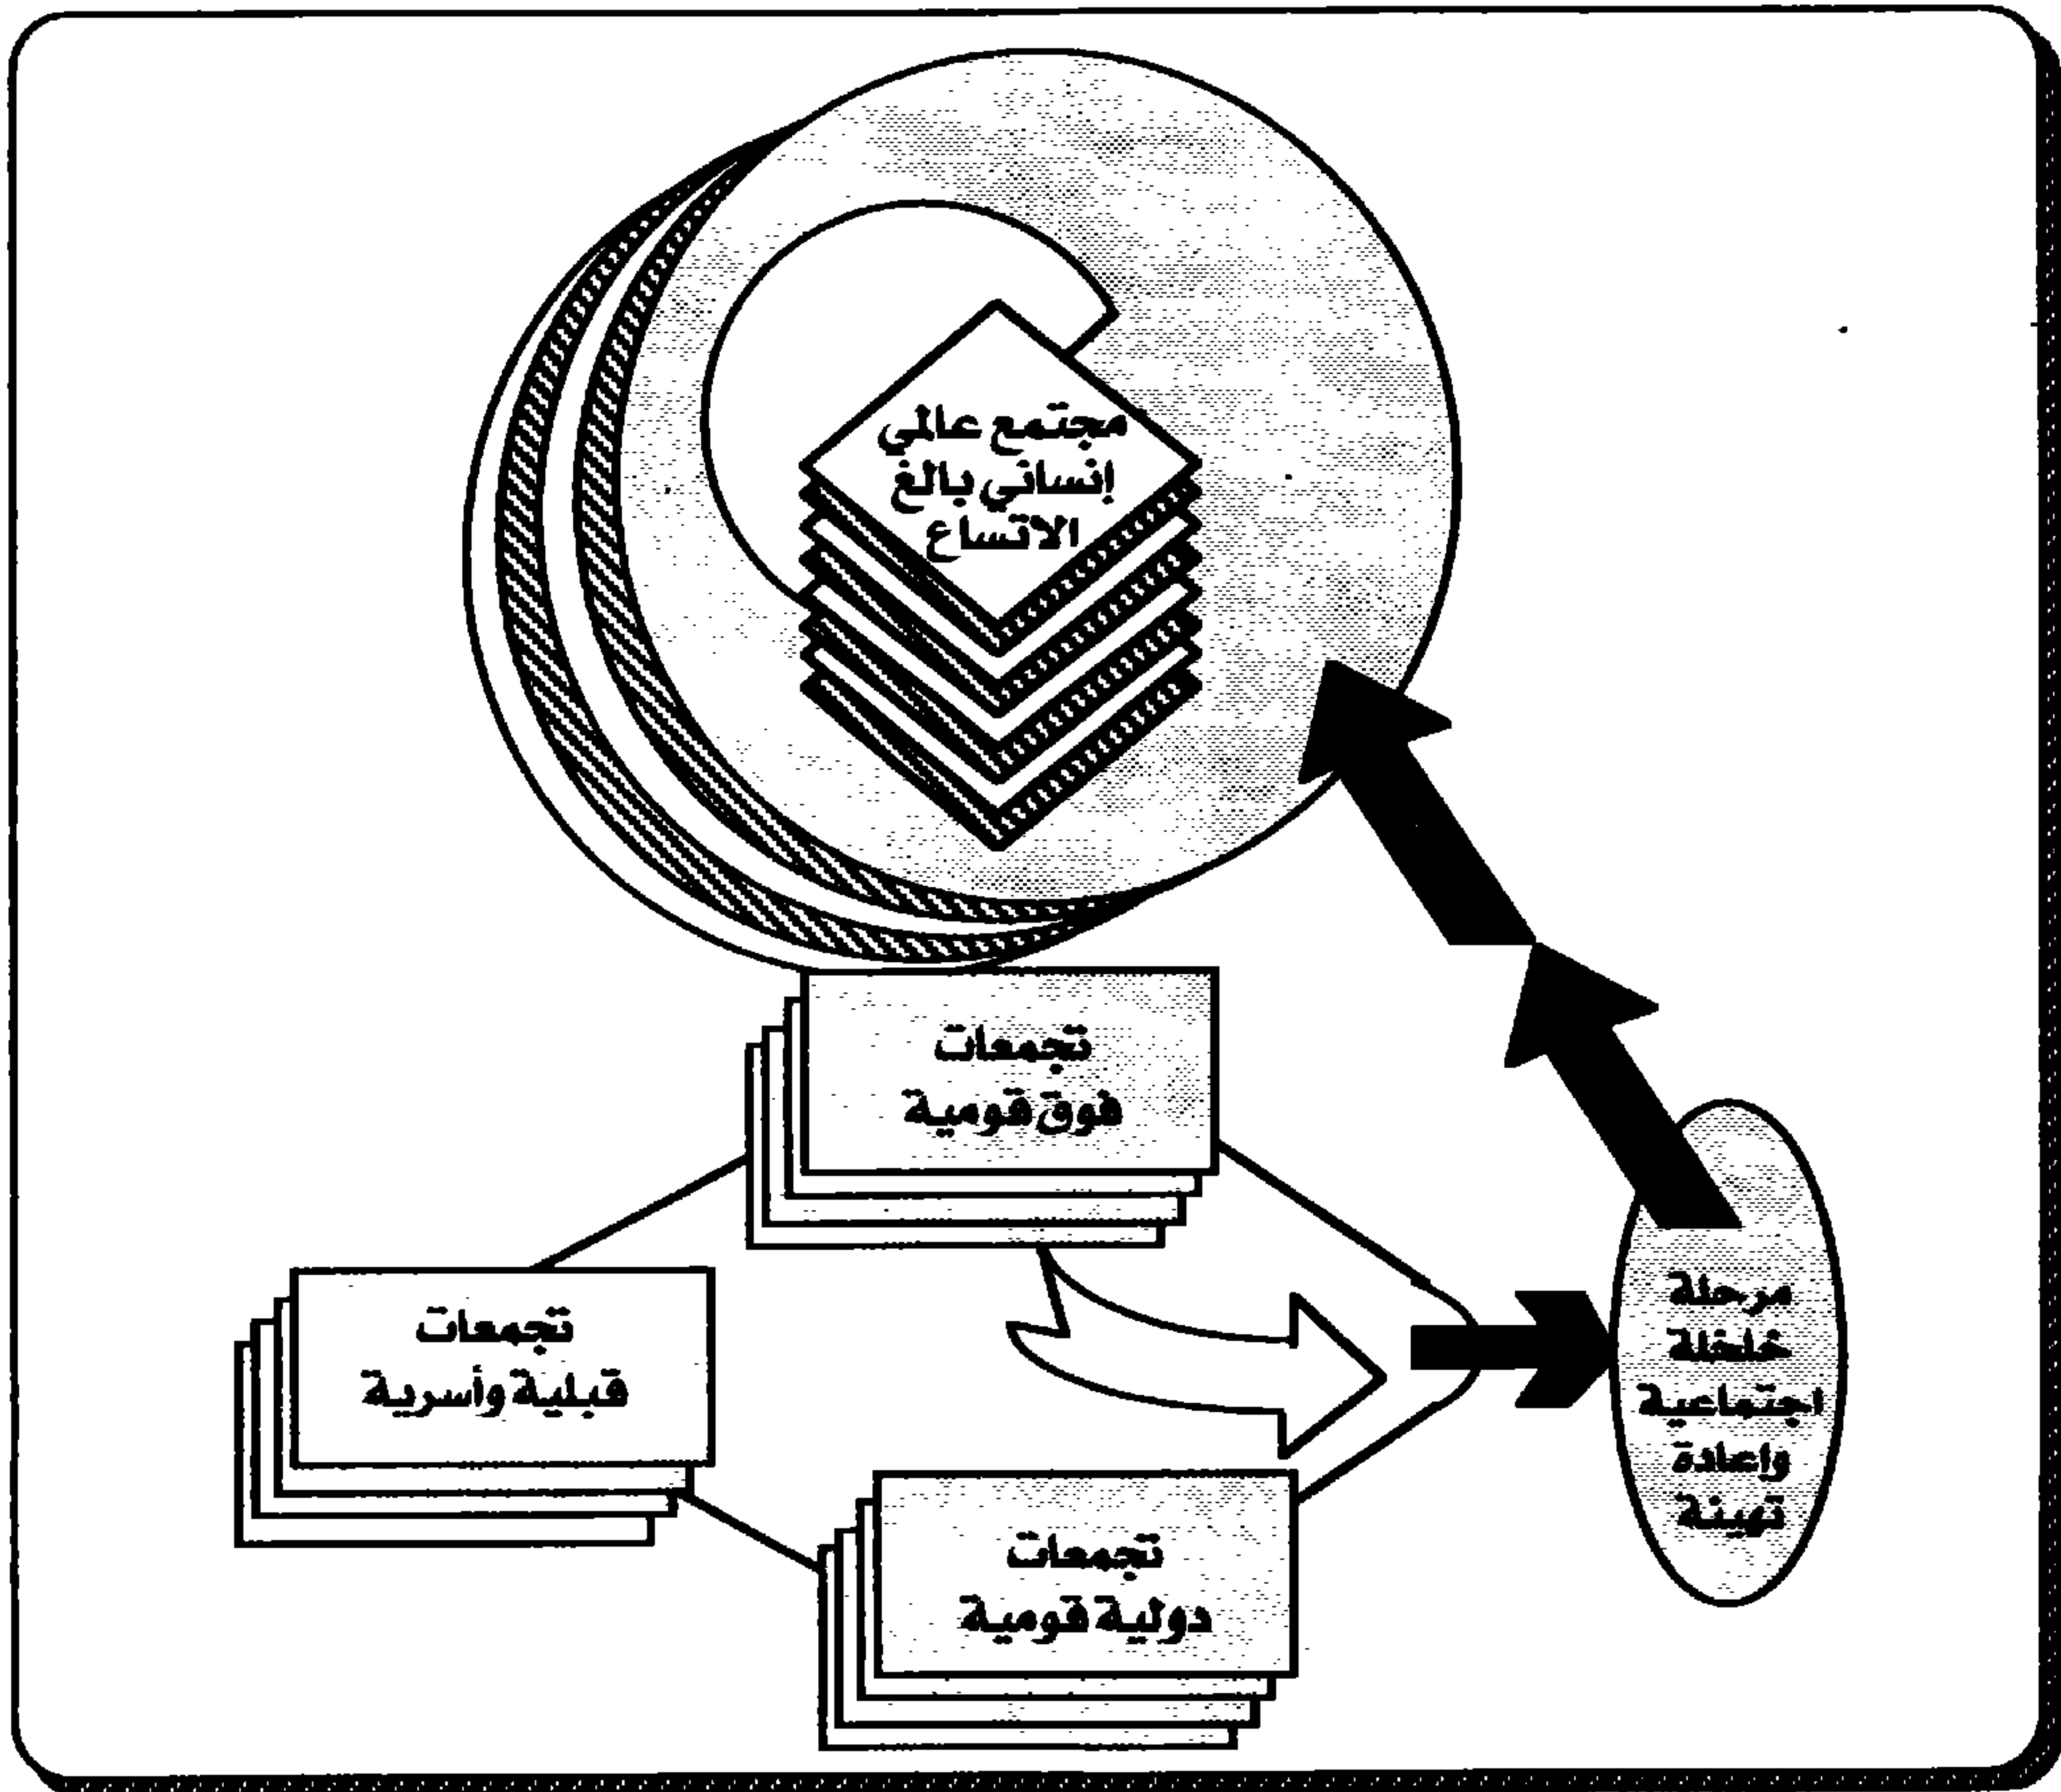 مجتمع عالمي
إنساني بالغ
الاتساع
تجمعات
فوق قومية
تجمعات
قبلية وأسرية
تجمعات
دولية قومية
مرحلة
خلخلة
اجتماعية
وإعادة
تهيئة